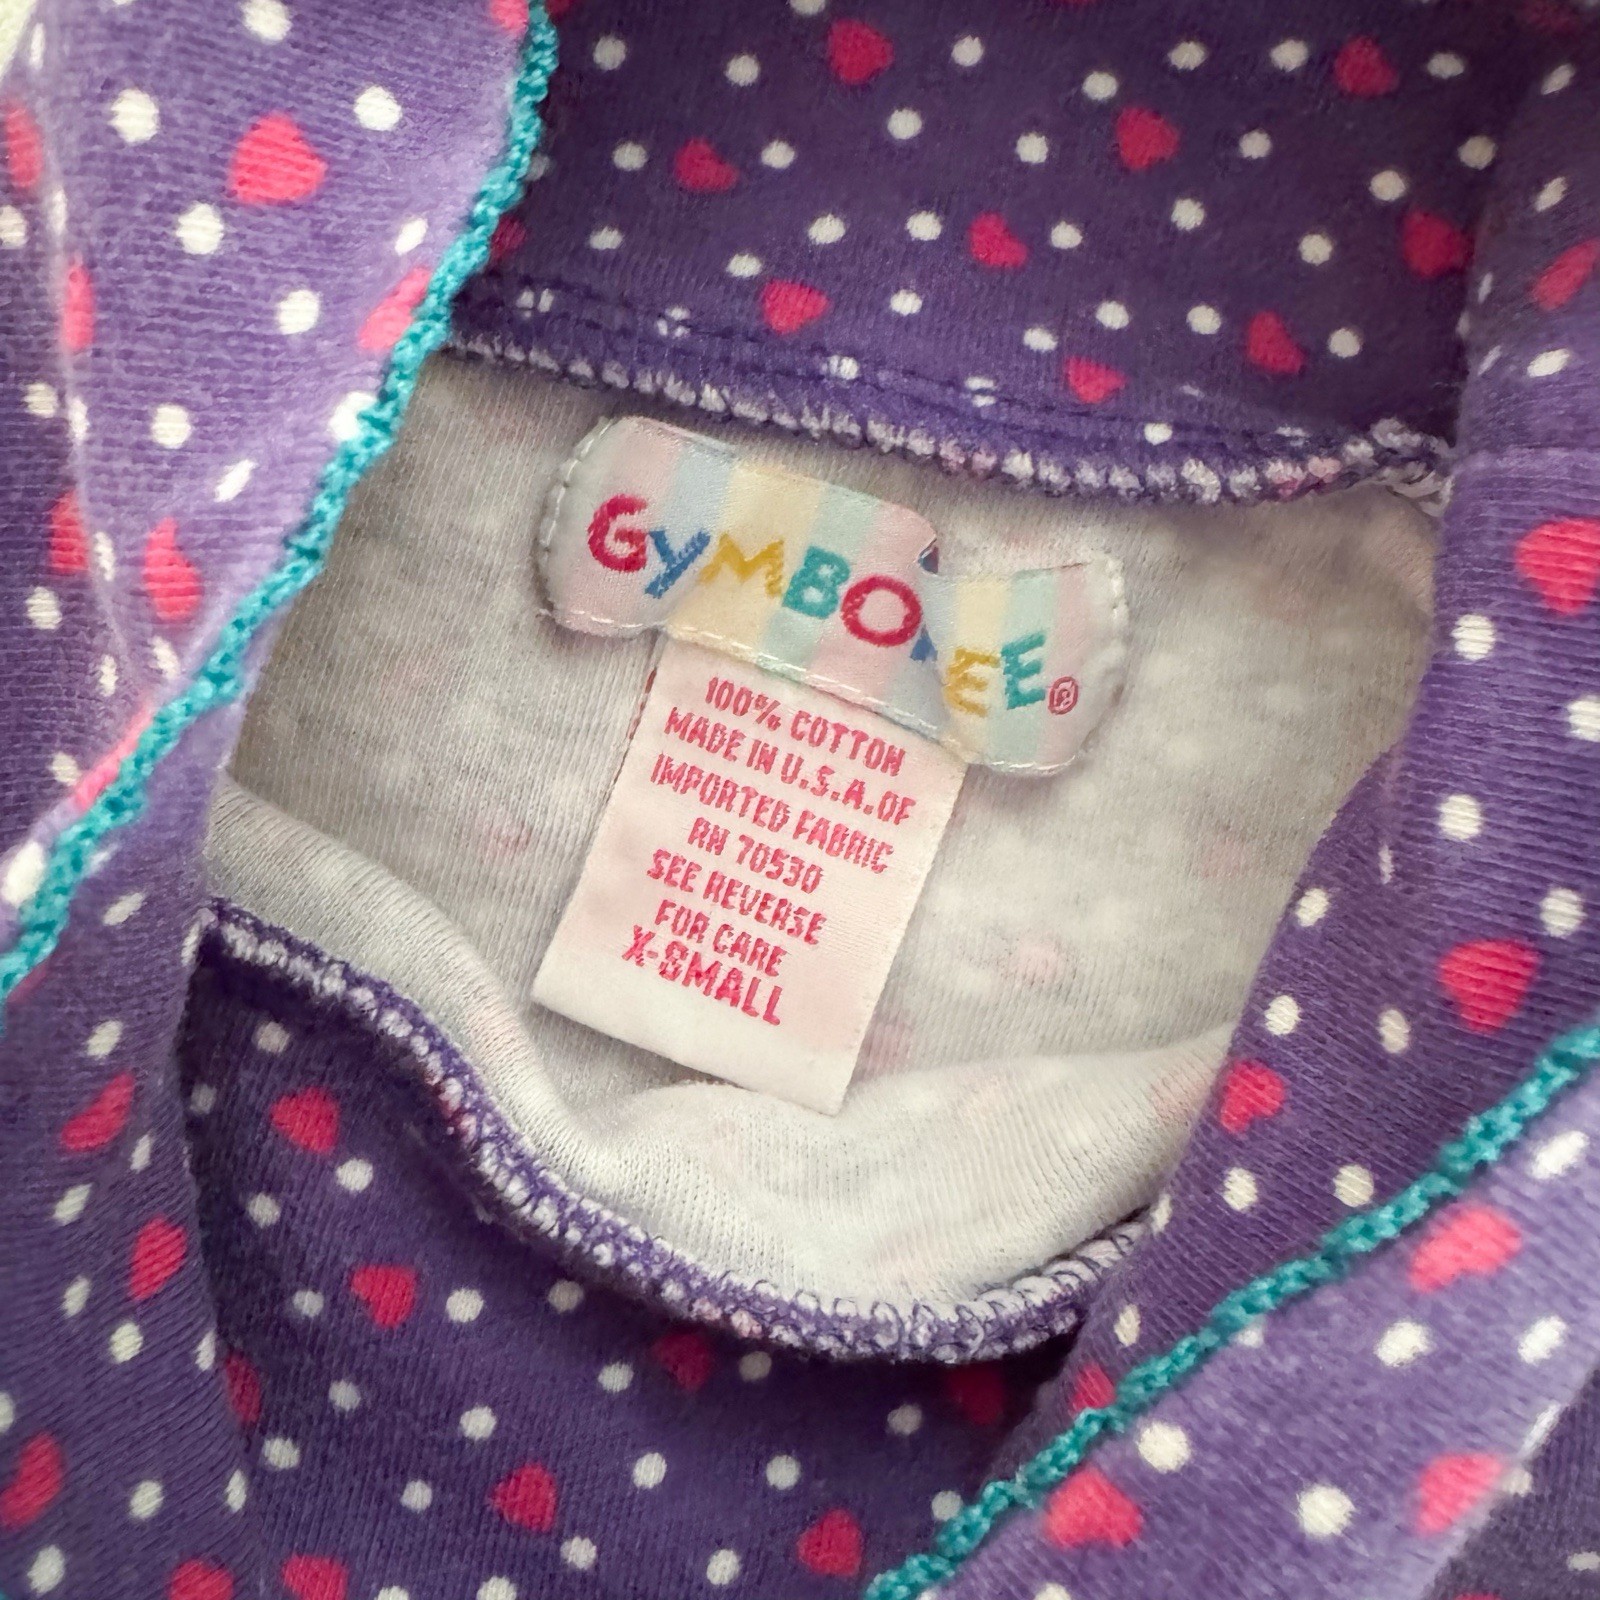 GYMBOREE®
100% COTTON
MADE IN U.S.A. OF
IMPORTED FABRIC
RN 70530
SEE REVERSE
FOR CARE
X-SMALL